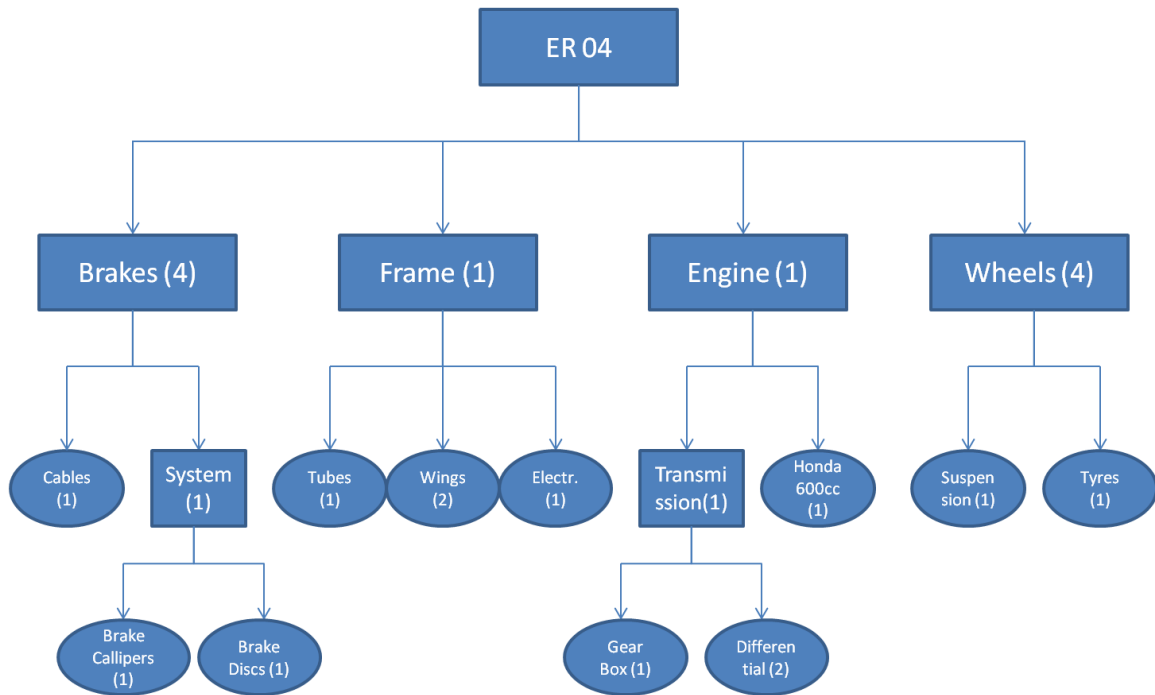 ER 04
Brakes (4)
Frame (1)
Engine (1)
Wheels (4)
Cables
(1)
System
(1)
Tubes
(1)
Wings
(2)
Electr.
(1)
Transmi
ssion(1)
Honda
600cc
(1)
Suspen
sion (1)
Tyres
(1)
Brake
Callipers
(1)
Brake
Discs (1)
Gear
Box (1)
Differen
tial (2)